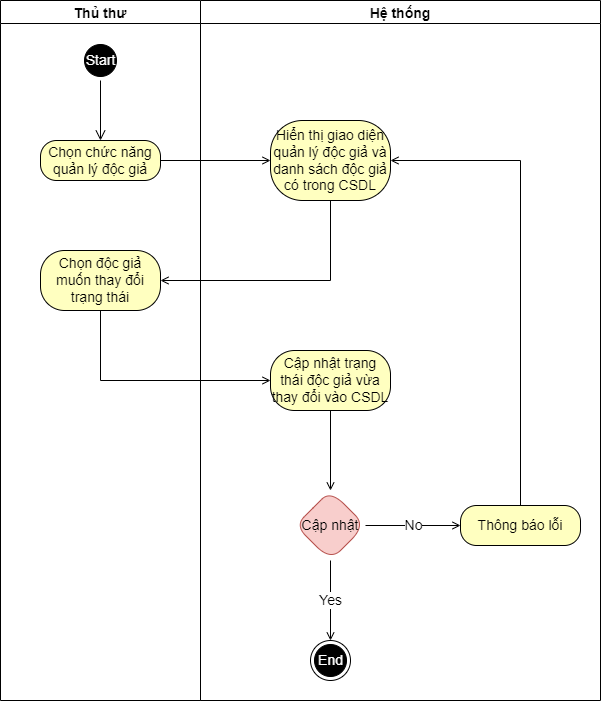 Thủ thư
Hệ thống
Start
Chọn chức năng
quản lý độc giả
Hiển thị giao diện
quản lý độc giả và
danh sách độc giả
có trong CSDL
Chọn độc giả
muốn thay đổi
trạng thái
Cập nhật trạng
thái độc giả vừa
thay đổi vào CSDL
Cập nhật
No
Thông báo lỗi
Yes
End